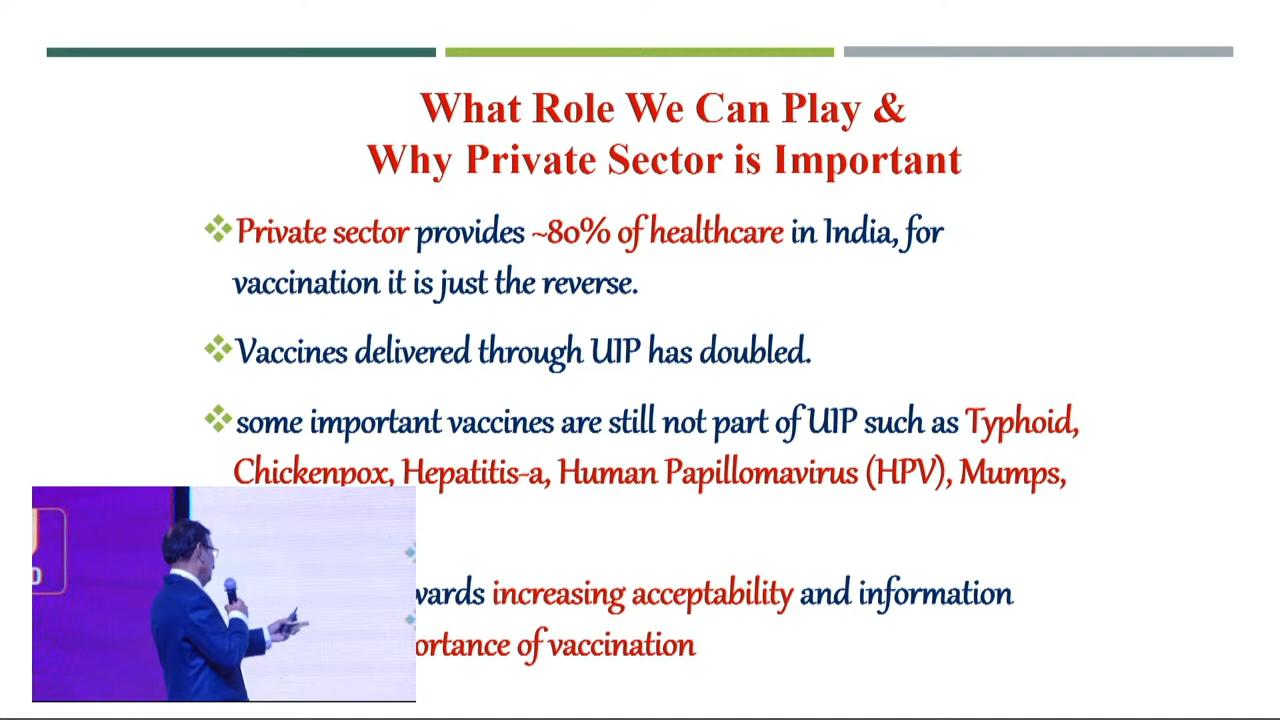 What Role We Can Play &
Why Private Sector is Important
Private sector provides ~80% of healthcare in India, for
vaccination it is just the reverse.
Vaccines delivered through UIP has doubled.
some important vaccines are still not part of UIP such as Typhoid,
Chickenpox, Hepatitis-a, Human Papillomavirus (HPV), Mumps,
increasing acceptability and information
of vaccination